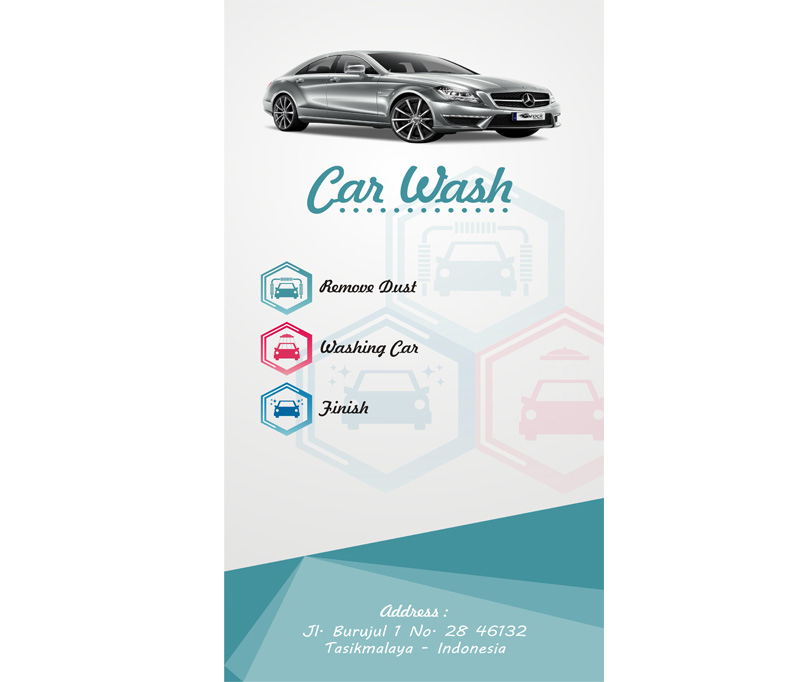 Car Wash
Remove Dust
Washing Car
Finish
Address :
Jl. Burujul 1 No. 28 46132
Tasikmalaya - Indonesia